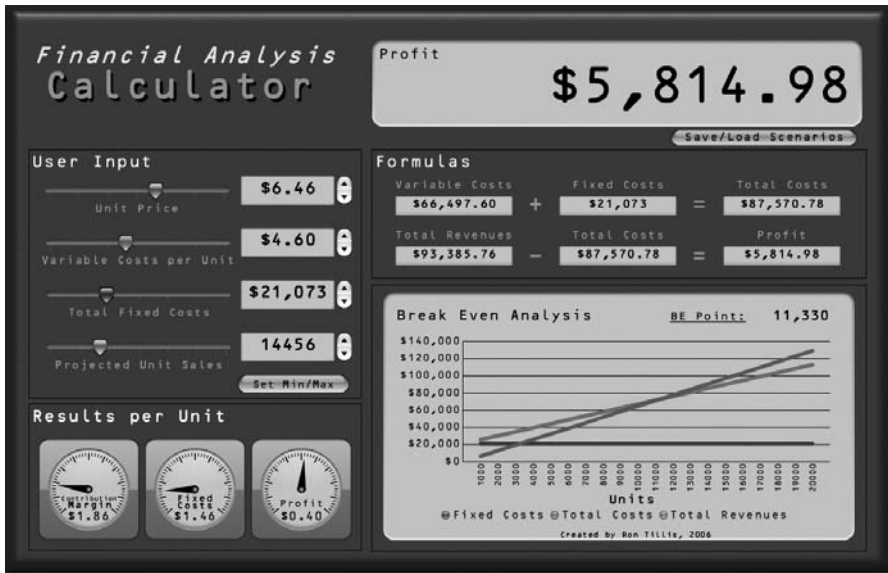 Financial Analysis
Calculator
Profit
$5,814.98
Save/Load Scenarios
User Input
$6.46
Unit Price
$4.60
Variable Costs per Unit
$21,073
Total Fixed Costs
14456
Projected Unit Sales
Set Min/Max
Results per Unit
Contribution
Margin
$1.86
Fixed
Costs
$1.46
Profit
$0.40
Formulas
Variable Costs Fixed Costs Total Costs
$66,497.60 + $21,073 = $87,570.78
Total Revenues Total Costs Profit
$93,385.76 - $87,570.78 = $5,814.98
Break Even Analysis BE Point: 11,330
$140,000
$120,000
$100,000
$80,000
$60,000
$40,000
$20,000
$0
1000 2000 3000 4000 5000 6000 7000 8000 9000 10000 11000 12000 13000 14000 15000 16000 17000 18000 19000 20000
Units
Fixed Costs Total Costs Total Revenues
Created by Ron Tillis, 2006